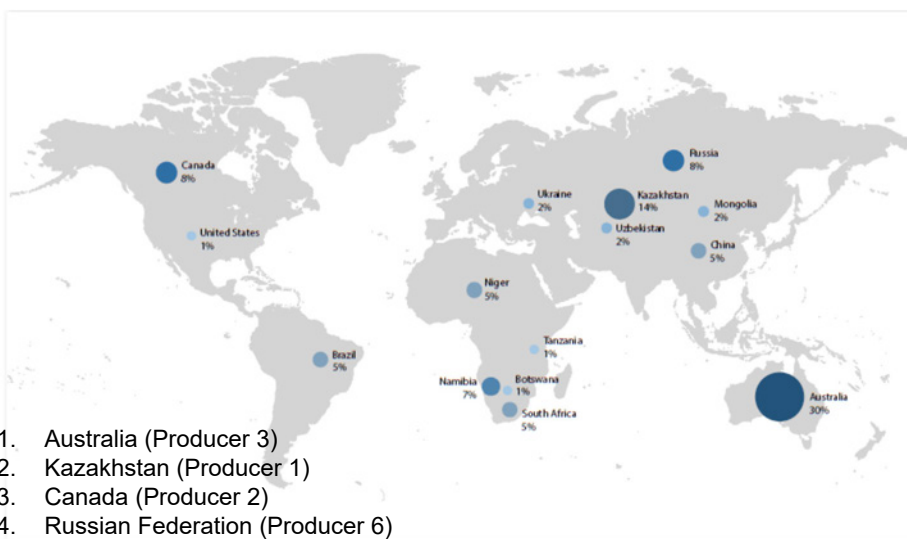 Canada
8%
United States
1%
Brazil
5%
Ukraine
2%
Russia
8%
Kazakhstan
14%
Mongolia
2%
Uzbekistan
2%
China
5%
Niger
5%
Tanzania
1%
Namibia
7%
Botswana
1%
South Africa
5%
Australia
30%
1. Australia (Producer 3)
2. Kazakhstan (Producer 1)
3. Canada (Producer 2)
4. Russian Federation (Producer 6)